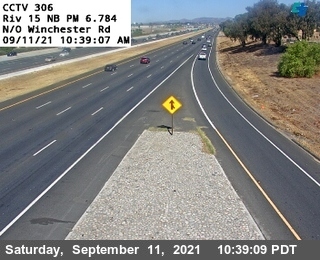 CCTV 306
Riv 15 NB PM 6.784
N/O Winchester Rd
09/11/21 10:39:07 AM
Saturday, September 11, 2021 10:39:09 PDT